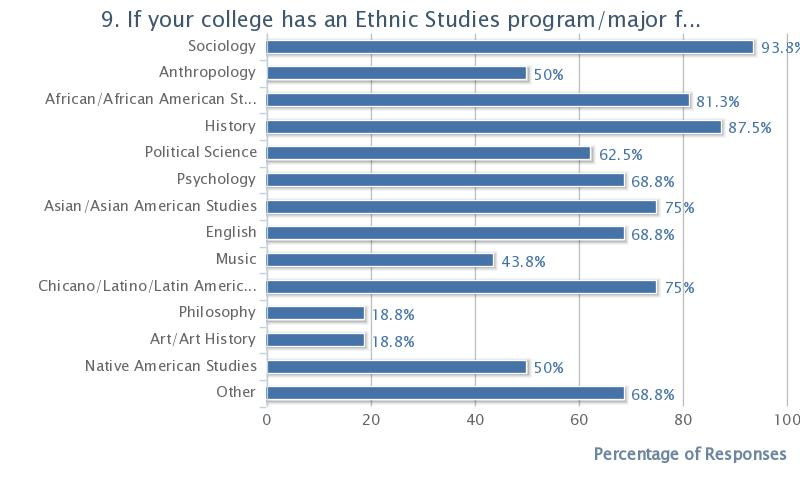 9. If your college has an Ethnic Studies program/major f...
Sociology 93.8%
Anthropology 50%
African/African American St... 81.3%
History 87.5%
Political Science 62.5%
Psychology 68.8%
Asian/Asian American Studies 75%
English 68.8%
Music 43.8%
Chicano/Latino/Latin Americ... 75%
Philosophy 18.8%
Art/Art History 18.8%
Native American Studies 50%
Other 68.8%
0 20 40 60 80 100
Percentage of Responses